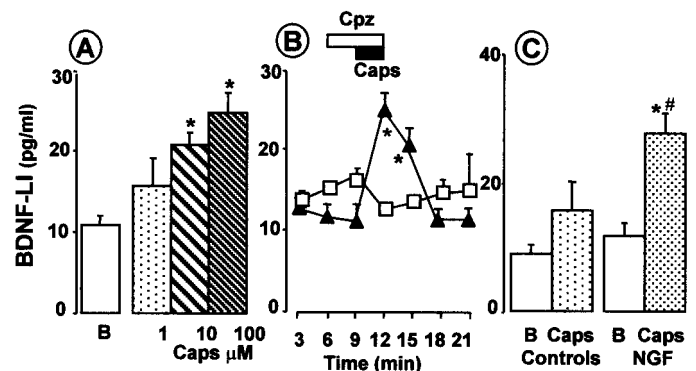 A
BDNF-LI (pg/ml)
30
20
10
0
*
*
B
1 10 100
Caps µM
B
Cpz
Caps
30
20
10
0
*
*
3 6 9 12 15 18 21
Time (min)
C
40
20
0
*#
B Caps B Caps
Controls NGF